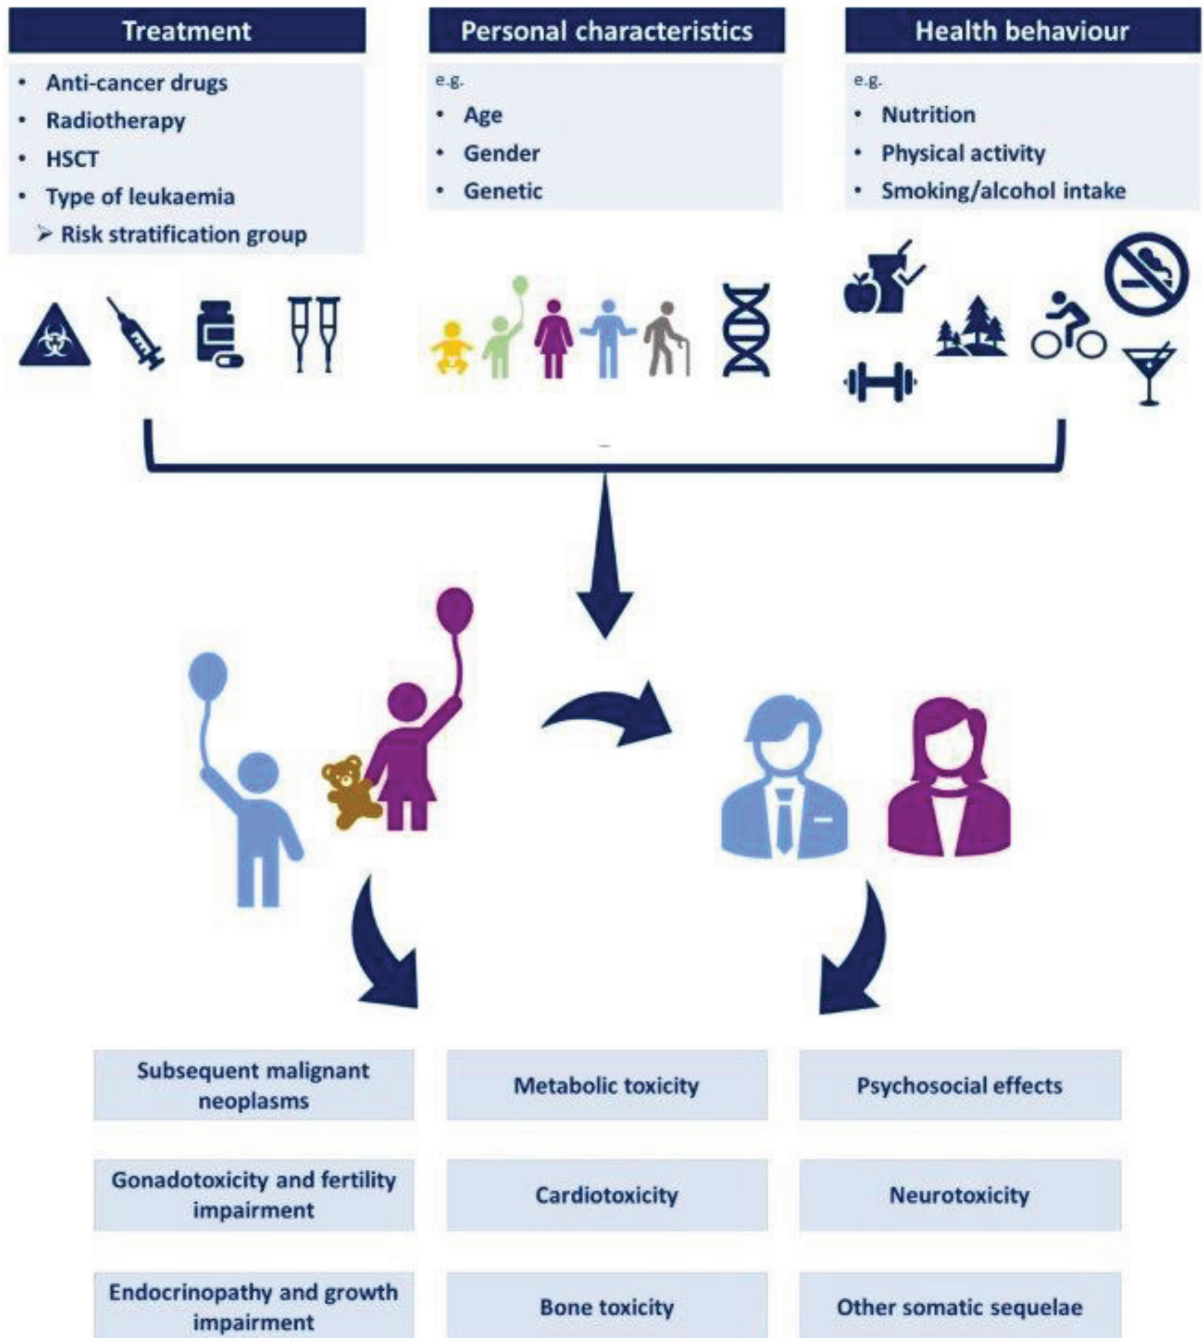 Treatment
• Anti-cancer drugs
• Radiotherapy
• HSCT
• Type of leukaemia
➢ Risk stratification group
Personal characteristics
e.g.
• Age
• Gender
• Genetic
Health behaviour
e.g.
• Nutrition
• Physical activity
• Smoking/alcohol intake
Subsequent malignant
neoplasms
Metabolic toxicity
Psychosocial effects
Gonadotoxicity and fertility
impairment
Cardiotoxicity
Neurotoxicity
Endocrinopathy and growth
impairment
Bone toxicity
Other somatic sequelae